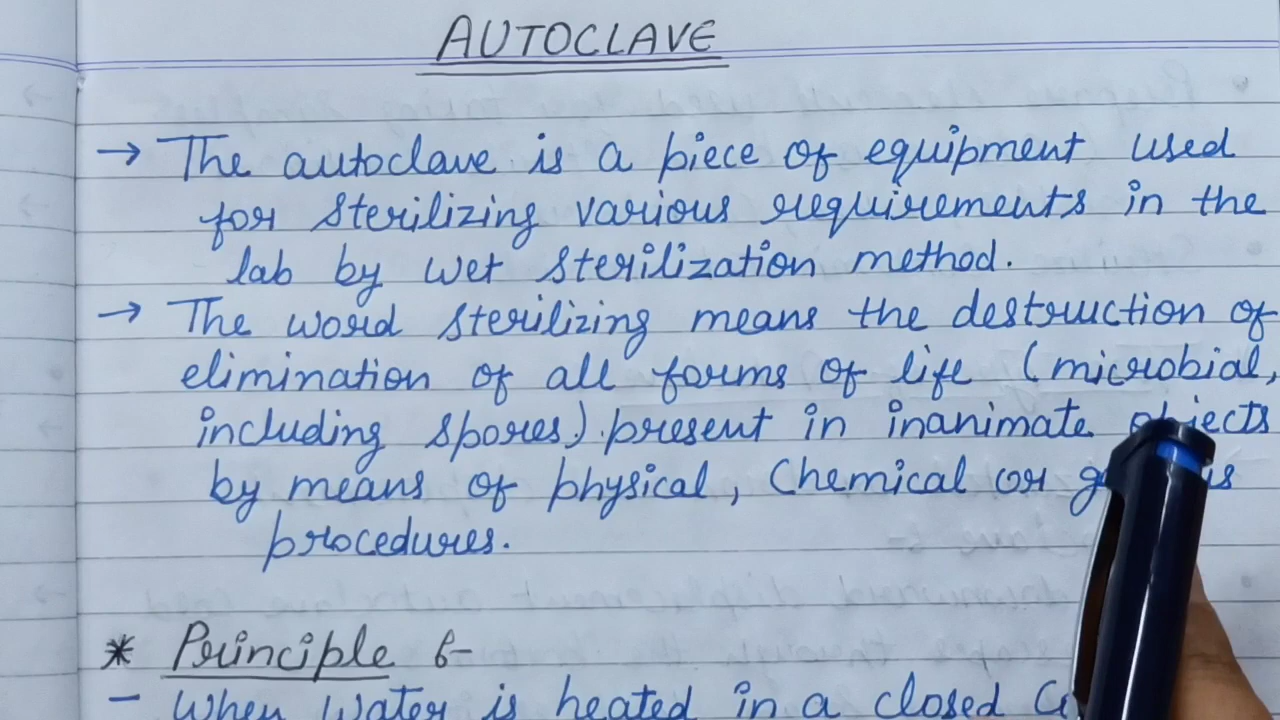 AUTOCLAVE
→ The autoclave is a piece of equipment used
for sterilizing various requirements in the
lab by wet sterilization method.
→ The word sterilizing means the destruction of
elimination of all forms of life (microbial,
including spores) present in inanimate objects
by means of physical, Chemical or
procedures.
* Principle :-
- When Water is heated in a closed